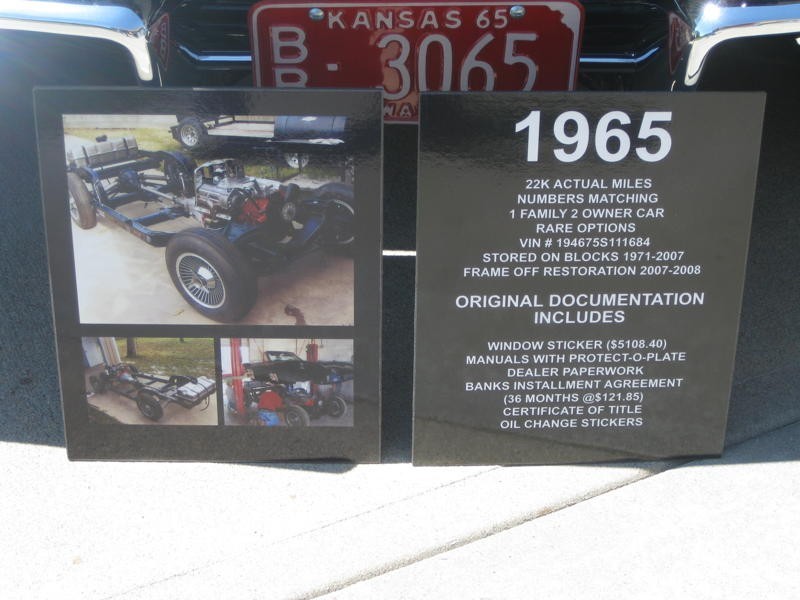 KANSAS 65
BB-3065
1965
22K ACTUAL MILES
NUMBERS MATCHING
1 FAMILY 2 OWNER CAR
RARE OPTIONS
VIN # 194675S111684
STORED ON BLOCKS 1971-2007
FRAME OFF RESTORATION 2007-2008
ORIGINAL DOCUMENTATION
INCLUDES
WINDOW STICKER ($5108.40)
MANUALS WITH PROTECT-O-PLATE
DEALER PAPERWORK
BANKS INSTALLMENT AGREEMENT
(36 MONTHS @$121.85)
CERTIFICATE OF TITLE
OIL CHANGE STICKERS